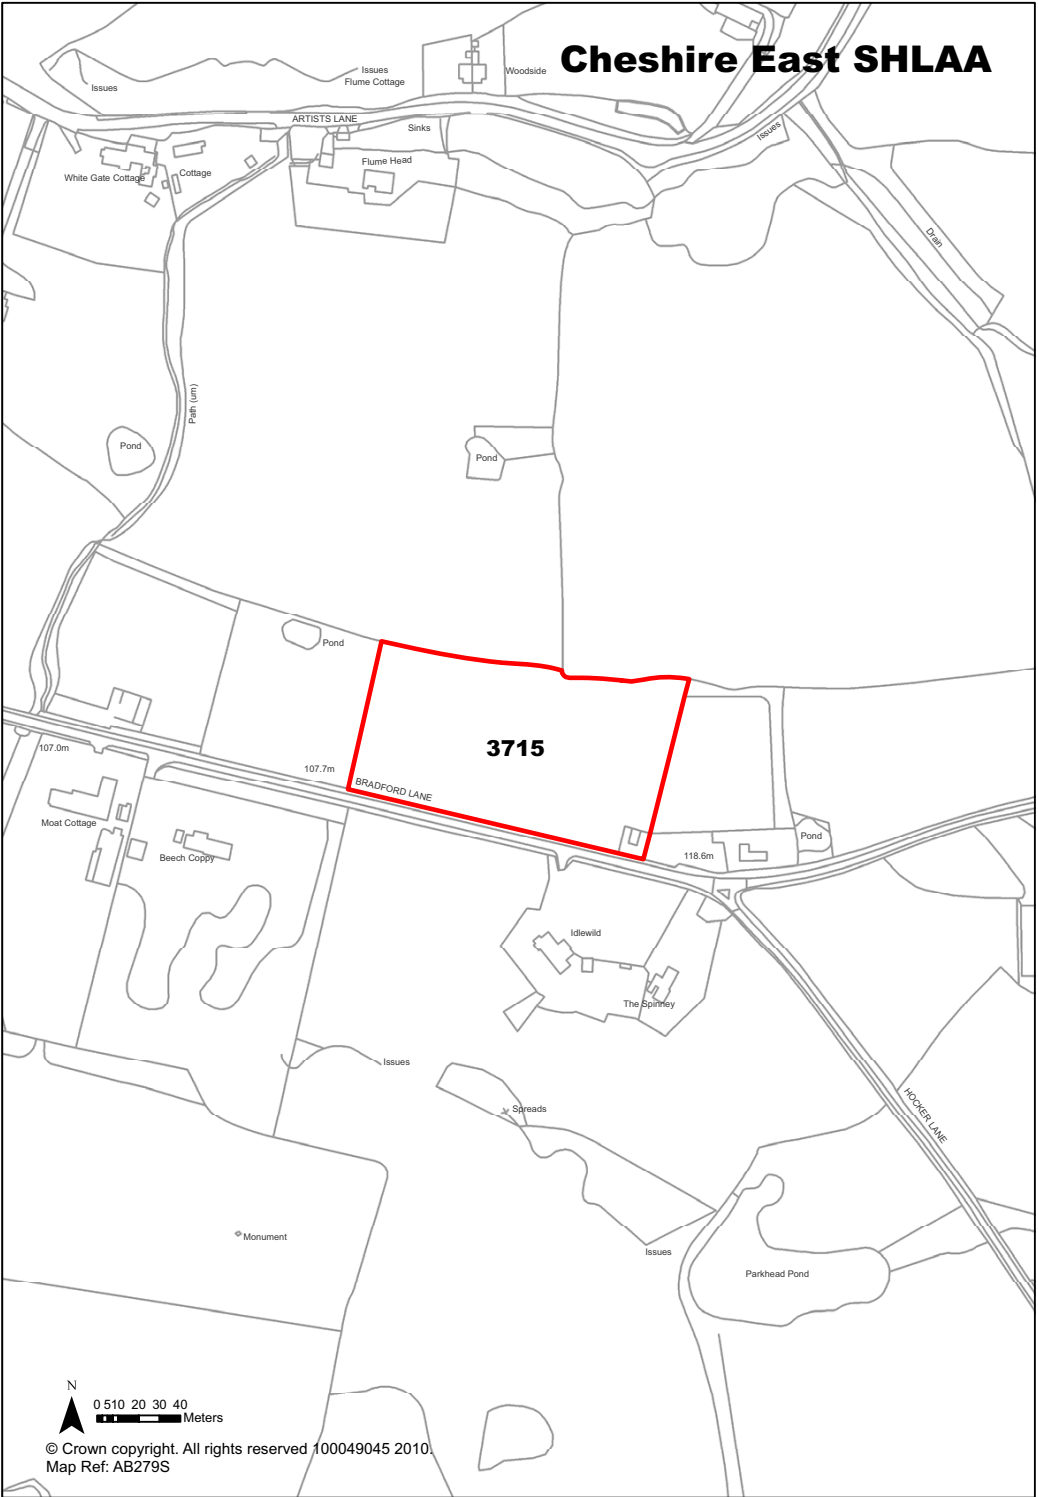 Cheshire East SHLAA
Issues
Flume Cottage
Woodside
Issues
ARTISTS LANE
Sinks
Issues
Flume Head
White Gate Cottage
Cottage
Drain
Path (um)
Pond
Pond
Pond
3715
107.0m
107.7m
BRADFORD LANE
Moat Cottage
Beech Coppy
118.6m
Pond
Idlewild
The Spinney
Issues
HOCKER LANE
Spreads
Monument
Issues
Parkhead Pond
N
0 510 20 30 40
Meters
© Crown copyright. All rights reserved 100049045 2010.
Map Ref: AB279S